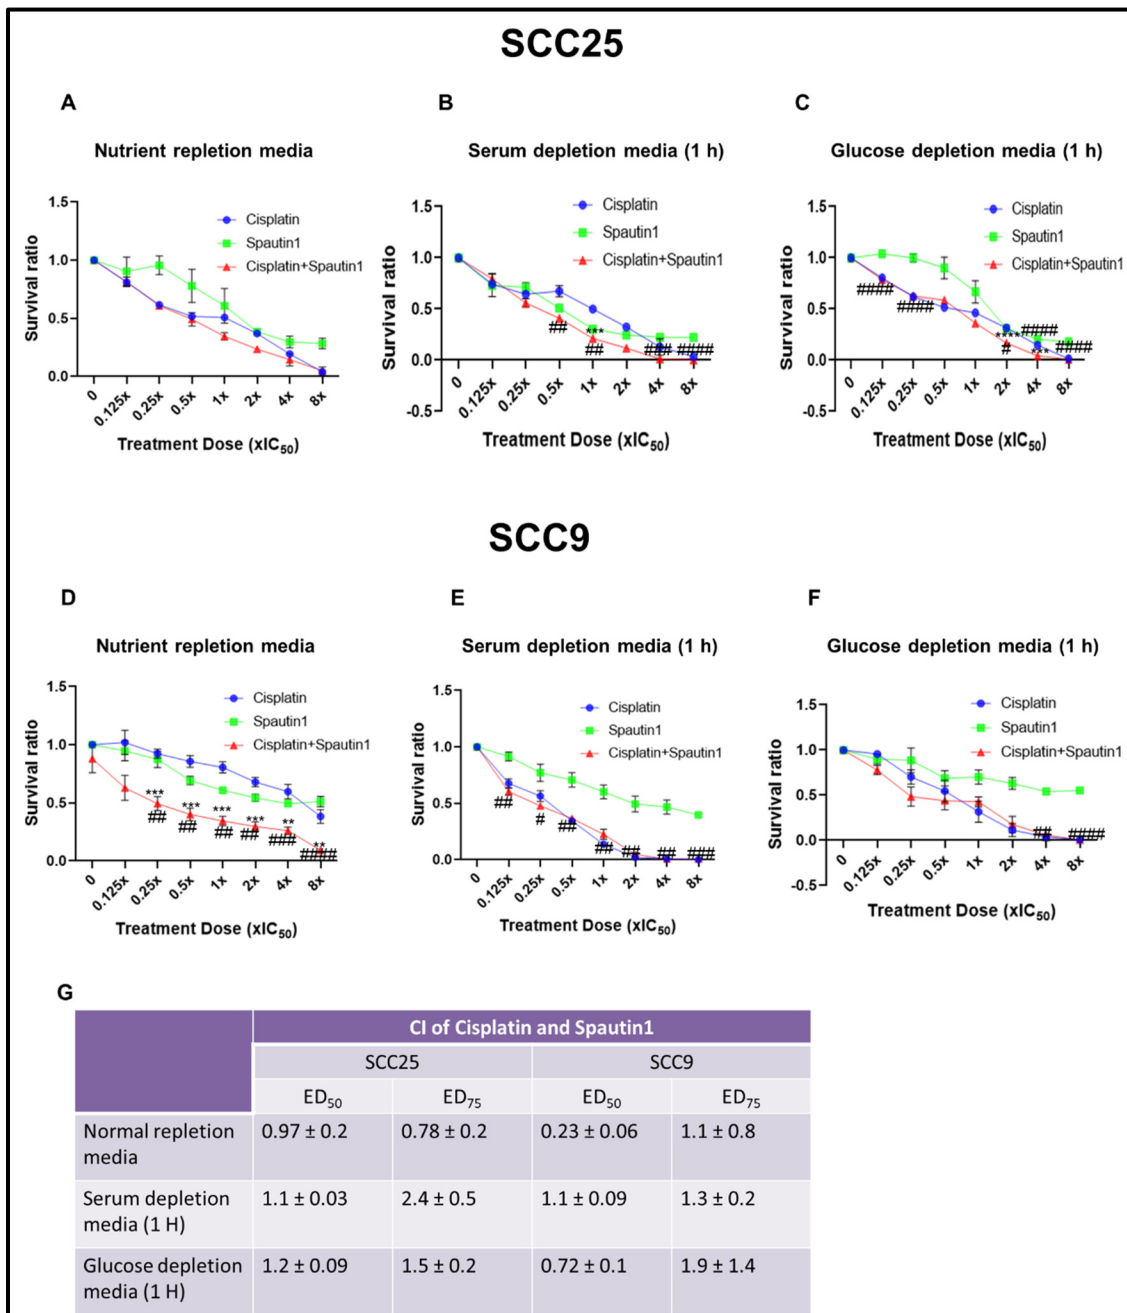 SCC25
A
B
C
Nutrient repletion media
Serum depletion media (1 h)
Glucose depletion media (1 h)
Survival ratio
1.5
1.0
0.5
0.0
Cisplatin
Spautin1
Cisplatin+Spautin1
0
0.125x
0.25x
0.5x
1x
2x
4x
8x
Treatment Dose (xIC50)
Survival ratio
1.5
1.0
0.5
0.0
-0.5
Cisplatin
Spautin1
Cisplatin+Spautin1
##
***
##
####
####
0
0.125x
0.25x
0.5x
1x
2x
4x
8x
Treatment Dose (xIC50)
Survival ratio
1.5
1.0
0.5
0.0
-0.5
Cisplatin
Spautin1
Cisplatin+Spautin1
####
####
****
#
####
***
####
0
0.125x
0.25x
0.5x
1x
2x
4x
8x
Treatment Dose (xIC50)
SCC9
D
E
F
Nutrient repletion media
Serum depletion media (1 h)
Glucose depletion media (1 h)
Survival ratio
1.5
1.0
0.5
0.0
Cisplatin
Spautin1
Cisplatin+Spautin1
***
##
***
##
***
##
***
##
**
###
**
####
0
0.125x
0.25x
0.5x
1x
2x
4x
8x
Treatment Dose (xIC50)
Survival ratio
1.5
1.0
0.5
0.0
Cisplatin
Spautin1
Cisplatin+Spautin1
##
#
##
##
##
##
###
0
0.125x
0.25x
0.5x
1x
2x
4x
8x
Treatment Dose (xIC50)
Survival ratio
1.5
1.0
0.5
0.0
-0.5
Cisplatin
Spautin1
Cisplatin+Spautin1
##
####
0
0.125x
0.25x
0.5x
1x
2x
4x
8x
Treatment Dose (xIC50)
G
CI of Cisplatin and Spautin1
SCC25 SCC9
ED50 ED75 ED50 ED75
Normal repletion 0.97 ± 0.2 0.78 ± 0.2 0.23 ± 0.06 1.1 ± 0.8
media
Serum depletion 1.1 ± 0.03 2.4 ± 0.5 1.1 ± 0.09 1.3 ± 0.2
media (1 H)
Glucose depletion 1.2 ± 0.09 1.5 ± 0.2 0.72 ± 0.1 1.9 ± 1.4
media (1 H)